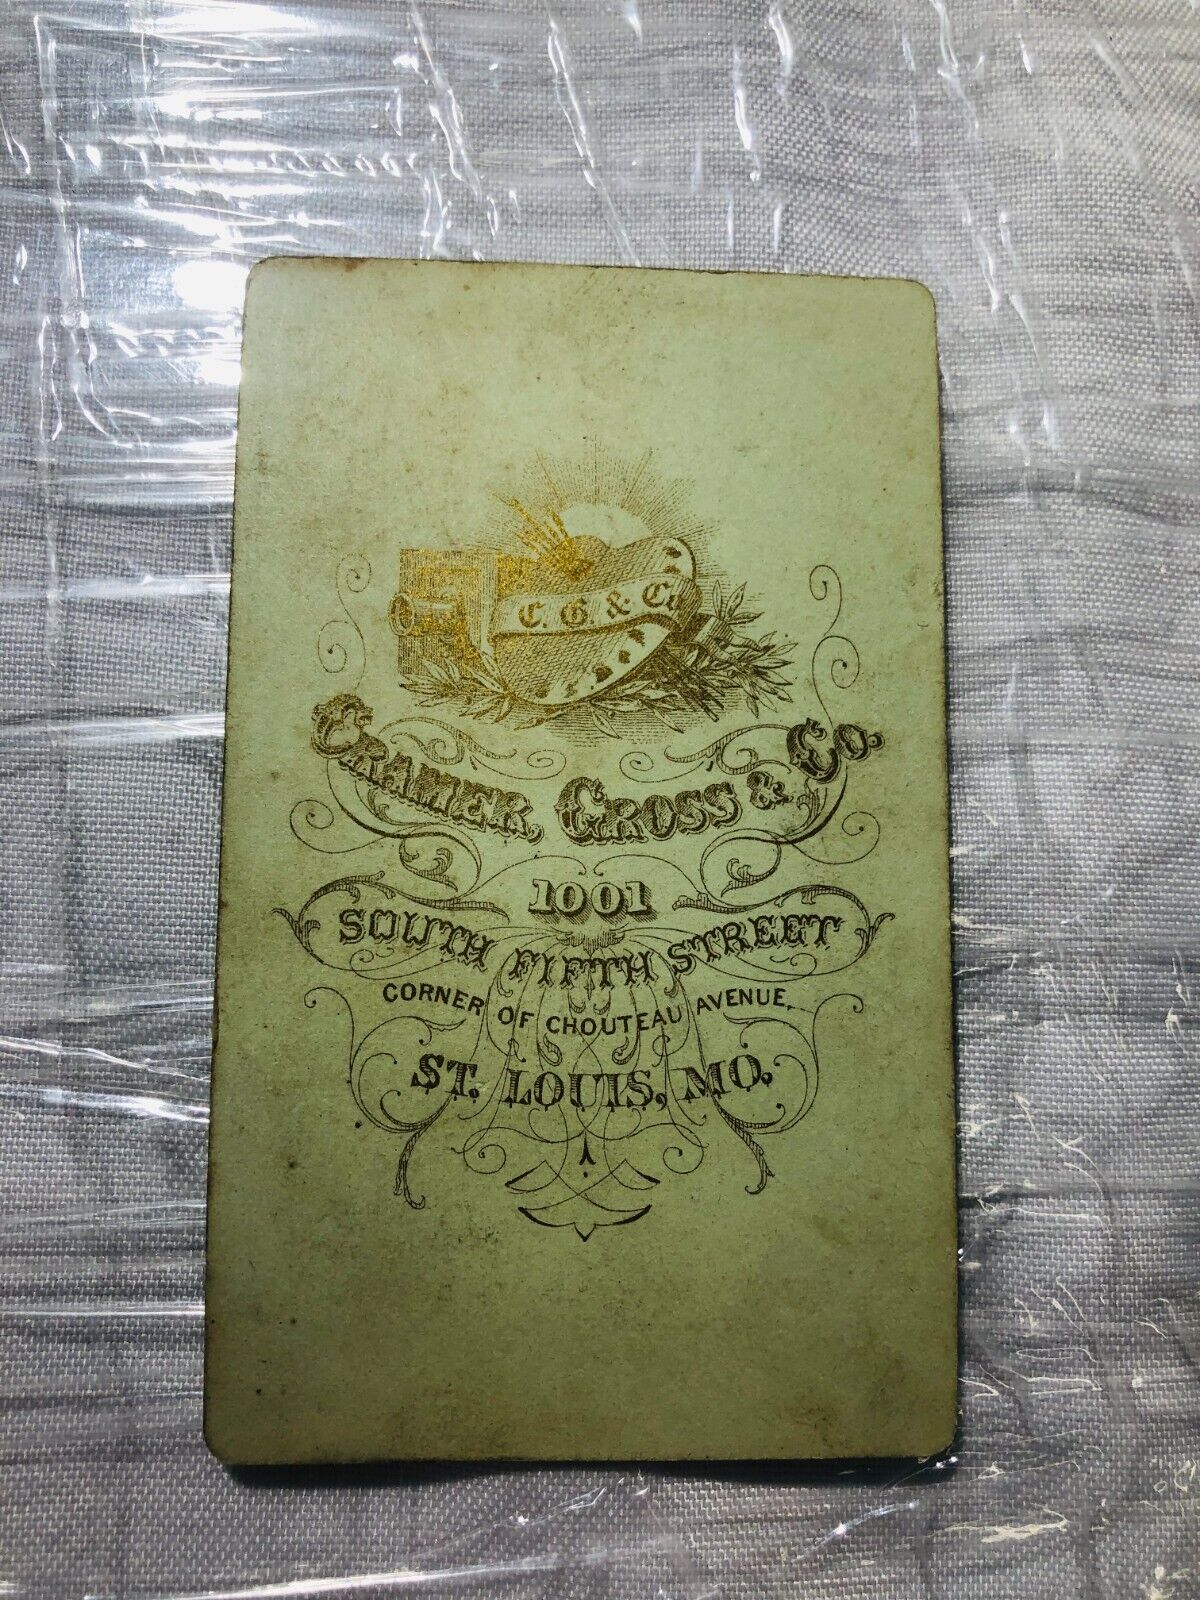 C. G. & Co
Cramer, Gross & Co.
1001
South Fifth Street
CORNER OF CHOUTEAU AVENUE,
St. Louis, Mo.